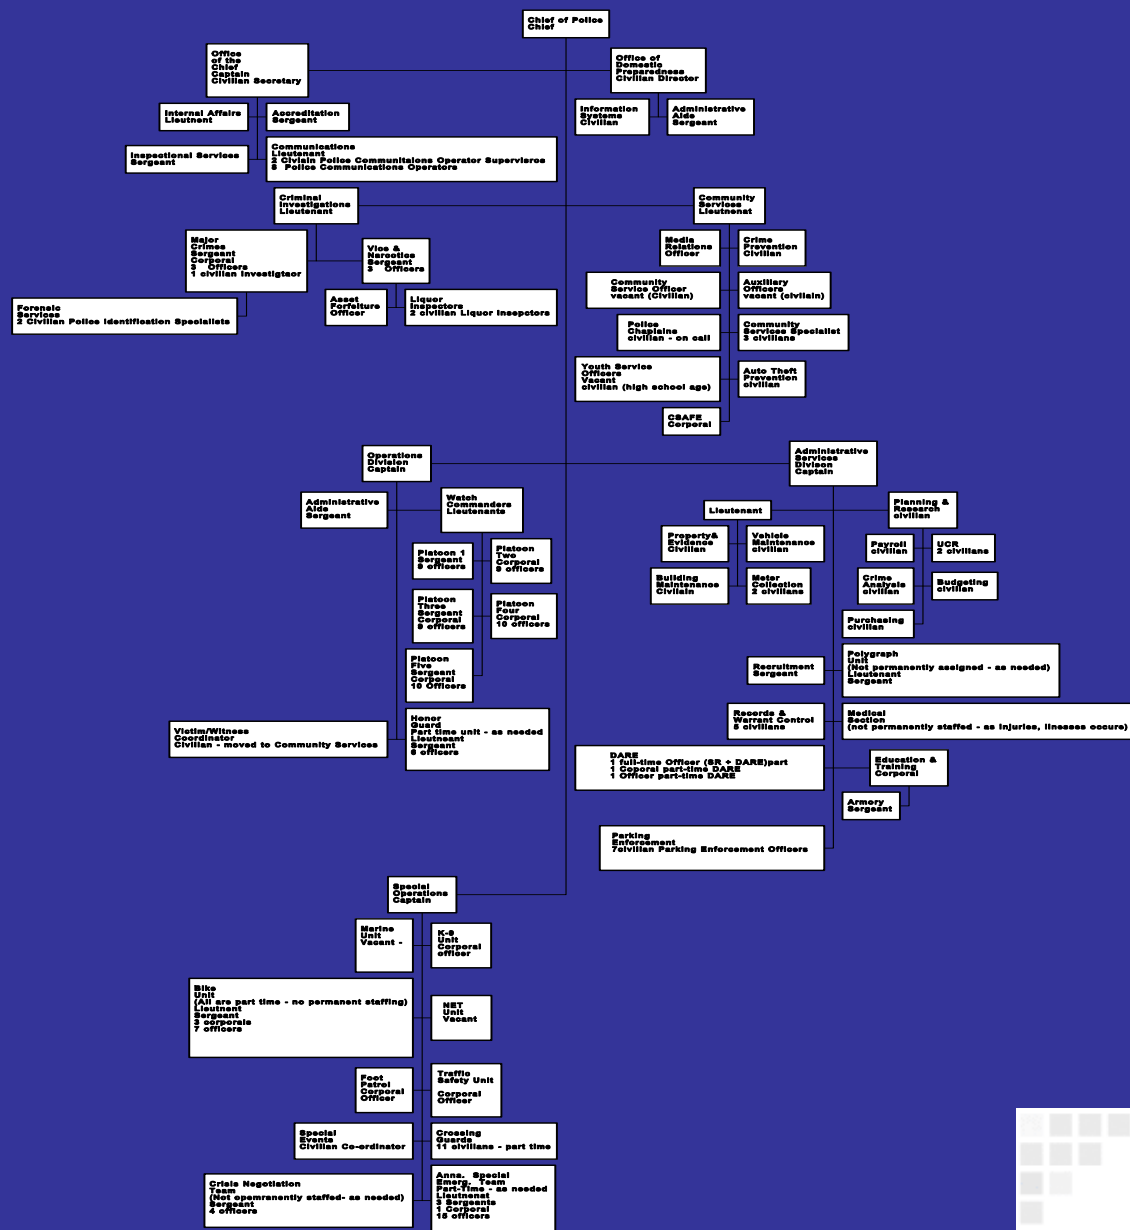 Chief of Police
Chief
Office
of the
Chief
Captain
Civilian Secretary
Office of
Domestic
Preparedness
Civilian Director
Internal Affairs
Lieutnent
Accreditation
Sergeant
Information
Systems
Civilian
Administrative
Aide
Sergeant
Inspectional Services
Sergeant
Communications
Lieutenant
2 Civlain Police Communitaions Operator Supervisros
8 Police Communications Operators
Criminal
Investigations
Lieutenant
Community
Services
Lieutnenat
Major
Crimes
Sergeant
Corporal
3 Officers
1 civilian Investigtaor
Vice &
Narcotics
Sergeant
3 Officers
Forensic
Services
2 Civilian Police Identification Specialists
Asset
Forfeiture
Officer
Liquor
Inspectors
2 civilian Liquor Insepctors
Media
Relations
Officer
Crime
Prevention
Civilian
Community
Service Officer
vacant (Civilian)
Auxiliary
Officers
vacant (civilain)
Police
Chaplains
civilian - on call
Community
Services Specialist
3 civilians
Youth Service
Officers
Vacant
civilian (high school age)
Auto Theft
Prevention
civilian
CSAFE
Corporal
Operations
Division
Captain
Administrative
Services
Divison
Captain
Administrative
Aide
Sergeant
Watch
Commanders
Lieutenants
Platoon 1
Sergeant
9 officers
Platoon
Two
Corporal
9 officers
Platoon
Three
Sergeant
Corporal
9 officers
Platoon
Four
Corporal
10 officers
Platoon
Five
Sergeant
Corporal
10 Officers
Victim/Witness
Coordinator
Civilian - moved to Community Services
Honor
Guard
Part time unit - as needed
Lieutneant
Sergeant
6 officers
Lieutenant
Planning &
Research
civilian
Property&
Evidence
Civilian
Vehicle
Maintenance
civilian
Building
Maintenance
Civilain
Meter
Collection
2 civilians
Payroll
civilian
UCR
2 civilians
Crime
Analysis
civilian
Budgeting
civilian
Purchasing
civilian
Recruitment
Sergeant
Polygraph
Unit
(Not permanently assigned - as needed)
Lieutenant
Sergeant
Records &
Warrant Control
5 civilians
Medical
Section
(not permanently staffed - as injuries, ilnesses occurs)
DARE
1 full-time Officer (SR + DARE)part
1 Coporal part-time DARE
1 Officer part-time DARE
Education &
Training
Corporal
Armory
Sergeant
Parking
Enforcement
7civilian Parking Enforcement Officers
Special
Operations
Captain
Marine
Unit
Vacant -
K-9
Unit
Corporal
officer
Bike
Unit
(All are part time - no permanent staffing)
Lieutnent
Sergeant
3 corporals
7 officers
NET
Unit
Vacant
Foot
Patrol
Corporal
Officer
Traffic
Safety Unit
Corporal
Officer
Special
Events
Civilian Co-ordinator
Crossing
Guards
11 civilians - part time
Crisis Negotiation
Team
(Not opemranently staffed- as needed)
Sergeant
4 officers
Anna. Special
Emerg. Team
Part-Time - as needed
Lieutnenat
3 Sergeants
1 Corporal
15 officers